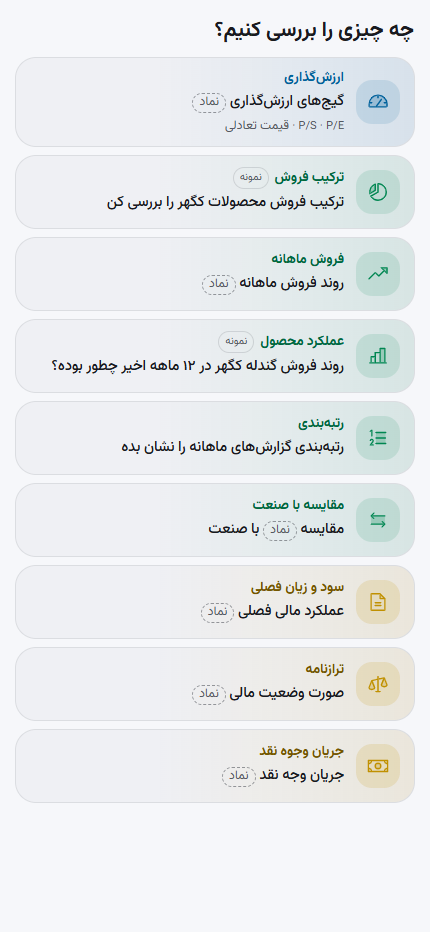 چه چیزی را بررسی کنیم؟
ارزش‌گذاری
گیج‌های ارزش‌گذاری نماد
P/S · P/E · قیمت تعادلی
ترکیب فروش نمونه
ترکیب فروش محصولات کگهر را بررسی کن
فروش ماهانه
روند فروش ماهانه نماد
عملکرد محصول نمونه
روند فروش گندله کگهر در ۱۲ ماهه اخیر چطور بوده؟
رتبه‌بندی
رتبه‌بندی گزارش‌های ماهانه را نشان بده
مقایسه با صنعت
مقایسه نماد با صنعت
سود و زیان فصلی
عملکرد مالی فصلی نماد
ترازنامه
صورت وضعیت مالی نماد
جریان وجوه نقد
جریان وجه نقد نماد